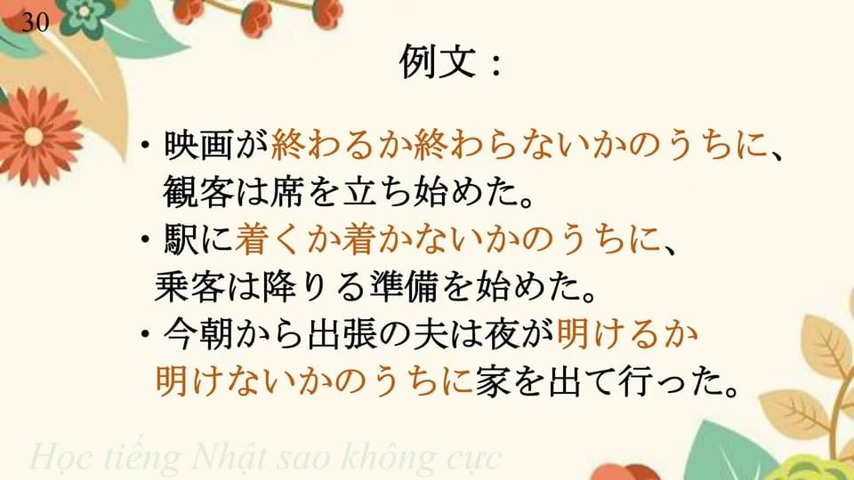 30
例文：
・映画が終わるか終わらないかのうちに、
観客は席を立ち始めた。
・駅に着くか着かないかのうちに、
乗客は降りる準備を始めた。
・今朝から出張の夫は夜が明けるか
明けないかのうちに家を出て行った。
Học tiếng Nhật sao không cực